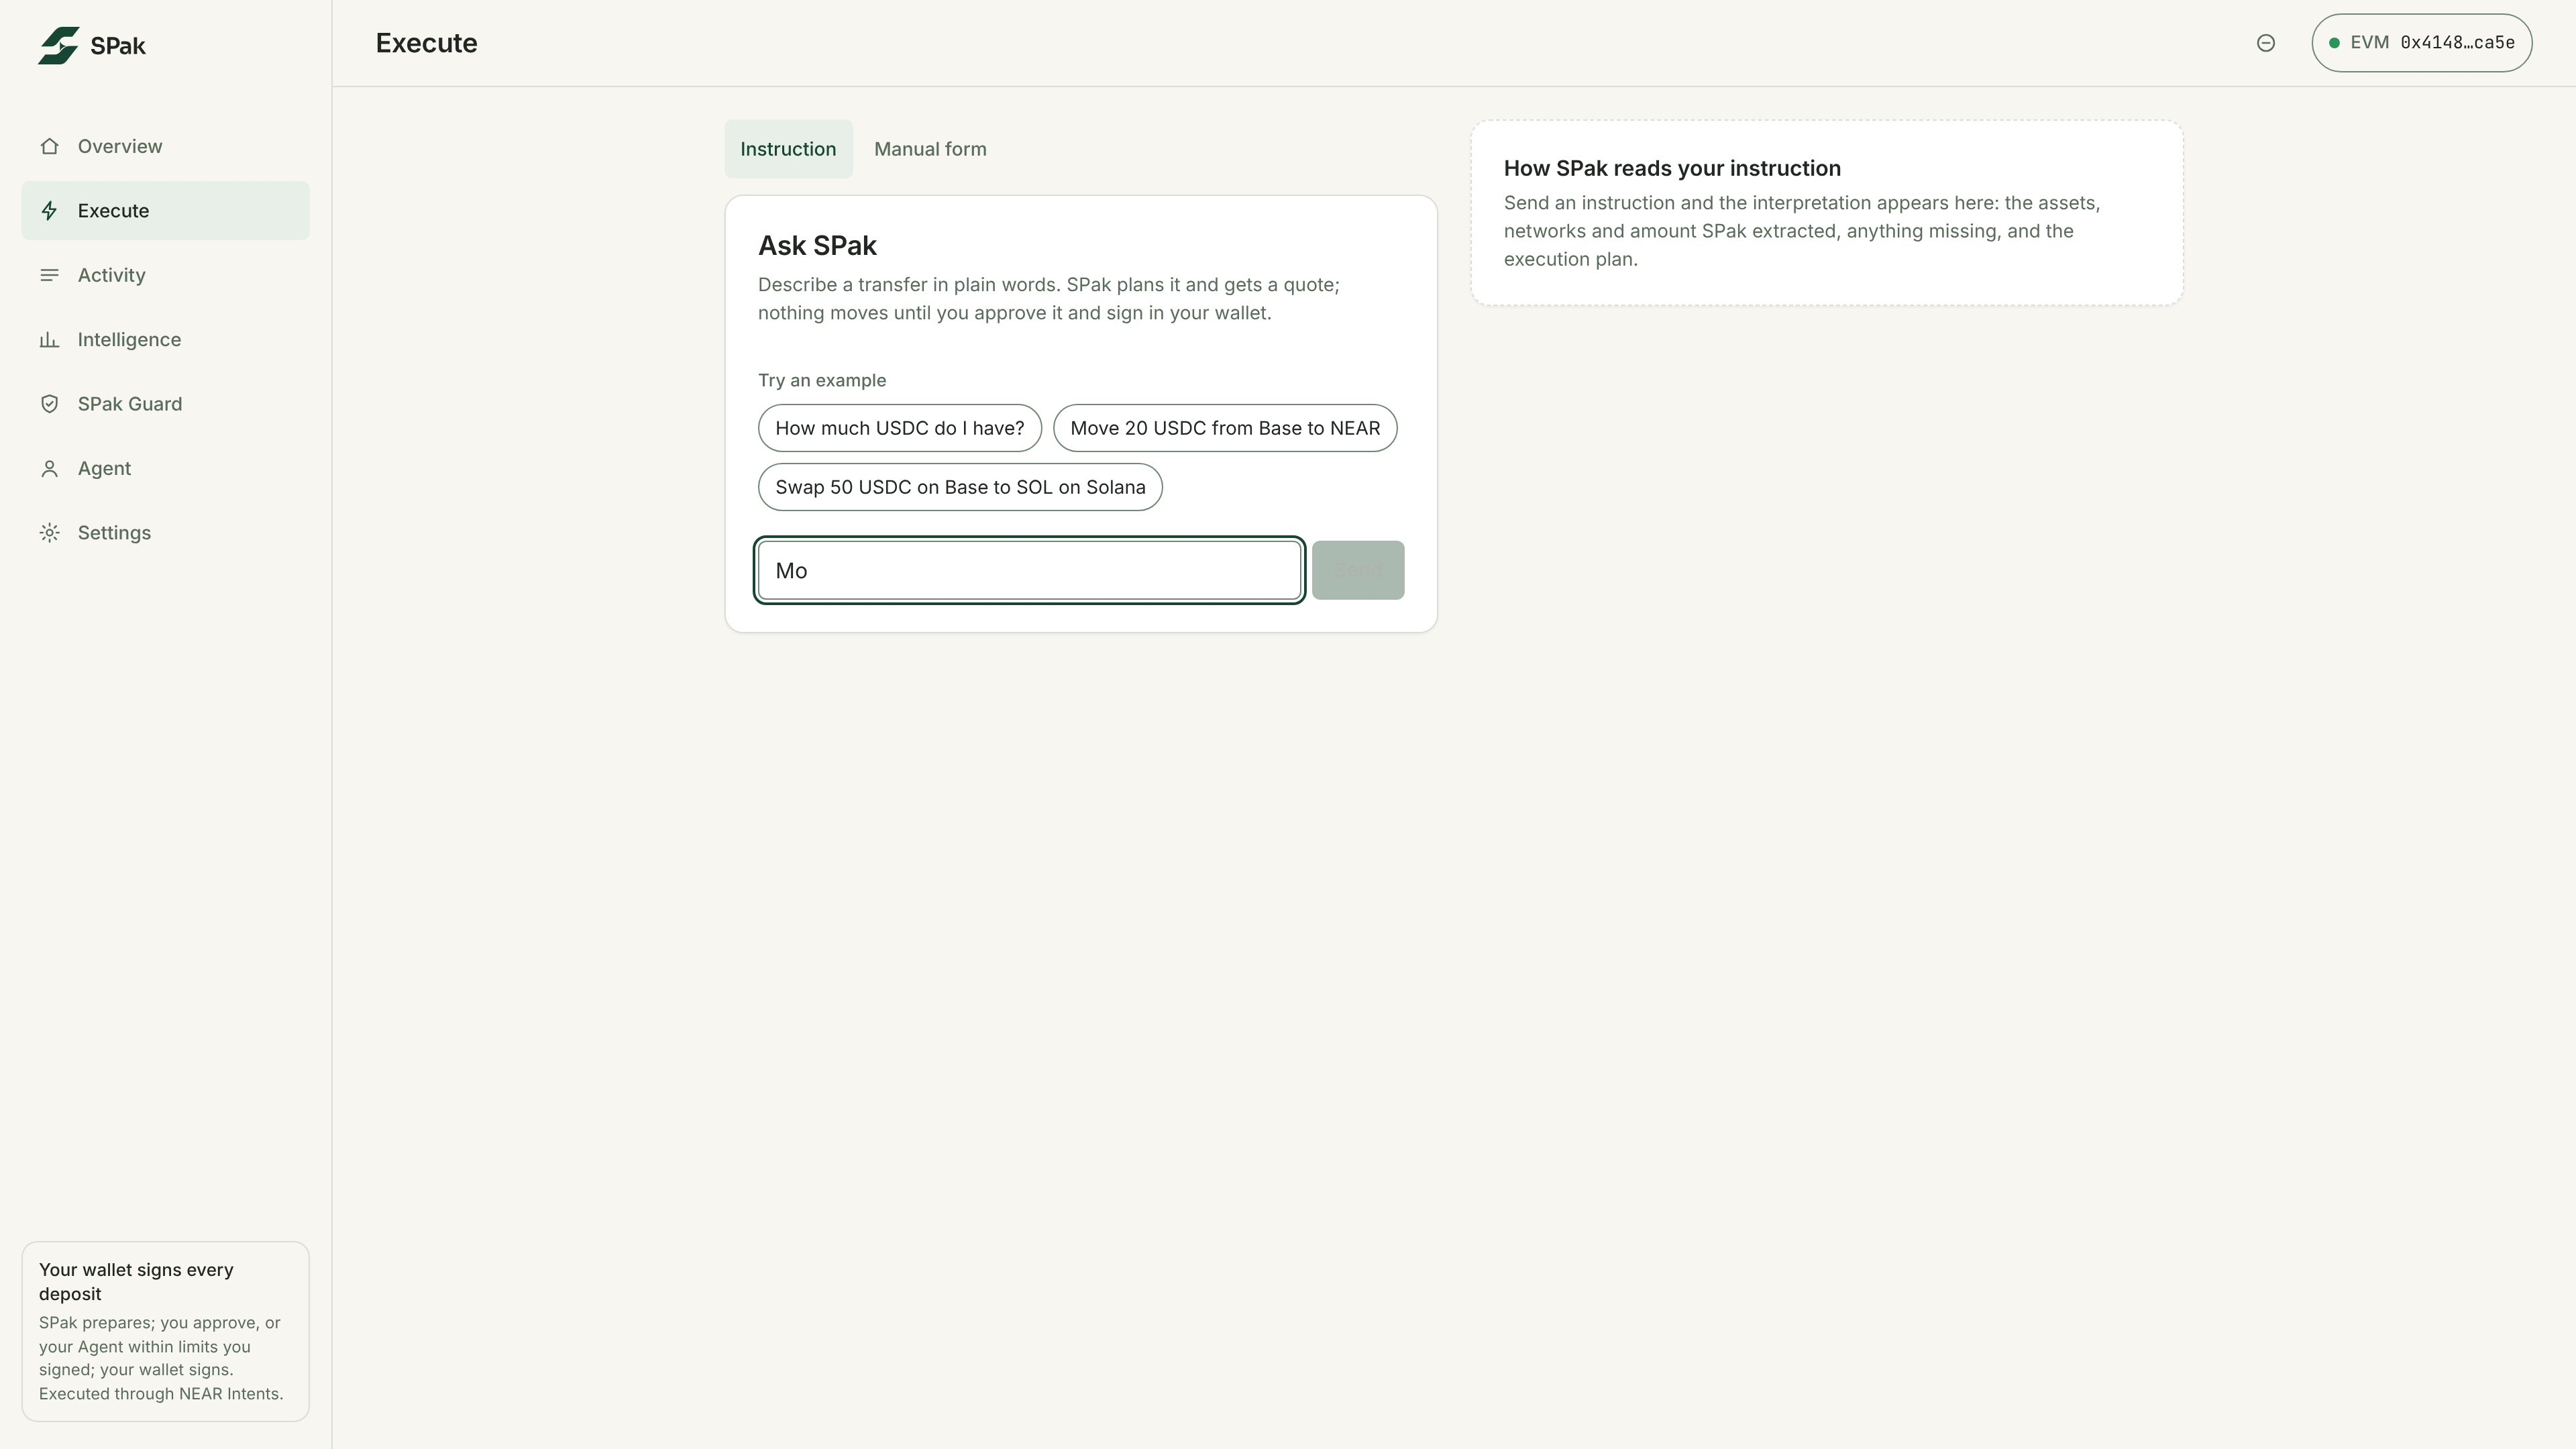 SPak
Overview
Execute
Activity
Intelligence
SPak Guard
Agent
Settings
Your wallet signs every
deposit
SPak prepares; you approve, or
your Agent within limits you
signed; your wallet signs.
Executed through NEAR Intents.
Execute
EVM 0x4148…ca5e
Instruction
Manual form
Ask SPak
Describe a transfer in plain words. SPak plans it and gets a quote;
nothing moves until you approve it and sign in your wallet.
Try an example
How much USDC do I have?
Move 20 USDC from Base to NEAR
Swap 50 USDC on Base to SOL on Solana
Mo
Send
How SPak reads your instruction
Send an instruction and the interpretation appears here: the assets,
networks and amount SPak extracted, anything missing, and the
execution plan.